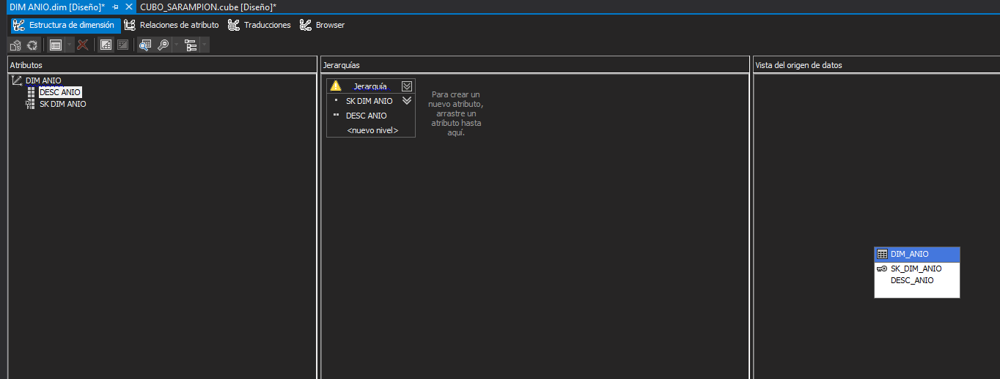 DIM ANIO.dim [Diseño]* CUBO_SARAMPION.cube [Diseño]*
Estructura de dimensión Relaciones de atributo Traducciones Browser
Atributos
DIM ANIO
DESC ANIO
SK DIM ANIO
Jerarquías
Jerarquía
SK DIM ANIO
DESC ANIO
<nuevo nivel>
Para crear un
nuevo atributo,
arrastre un
atributo hasta
aquí.
Vista del origen de datos
DIM_ANIO
SK_DIM_ANIO
DESC_ANIO